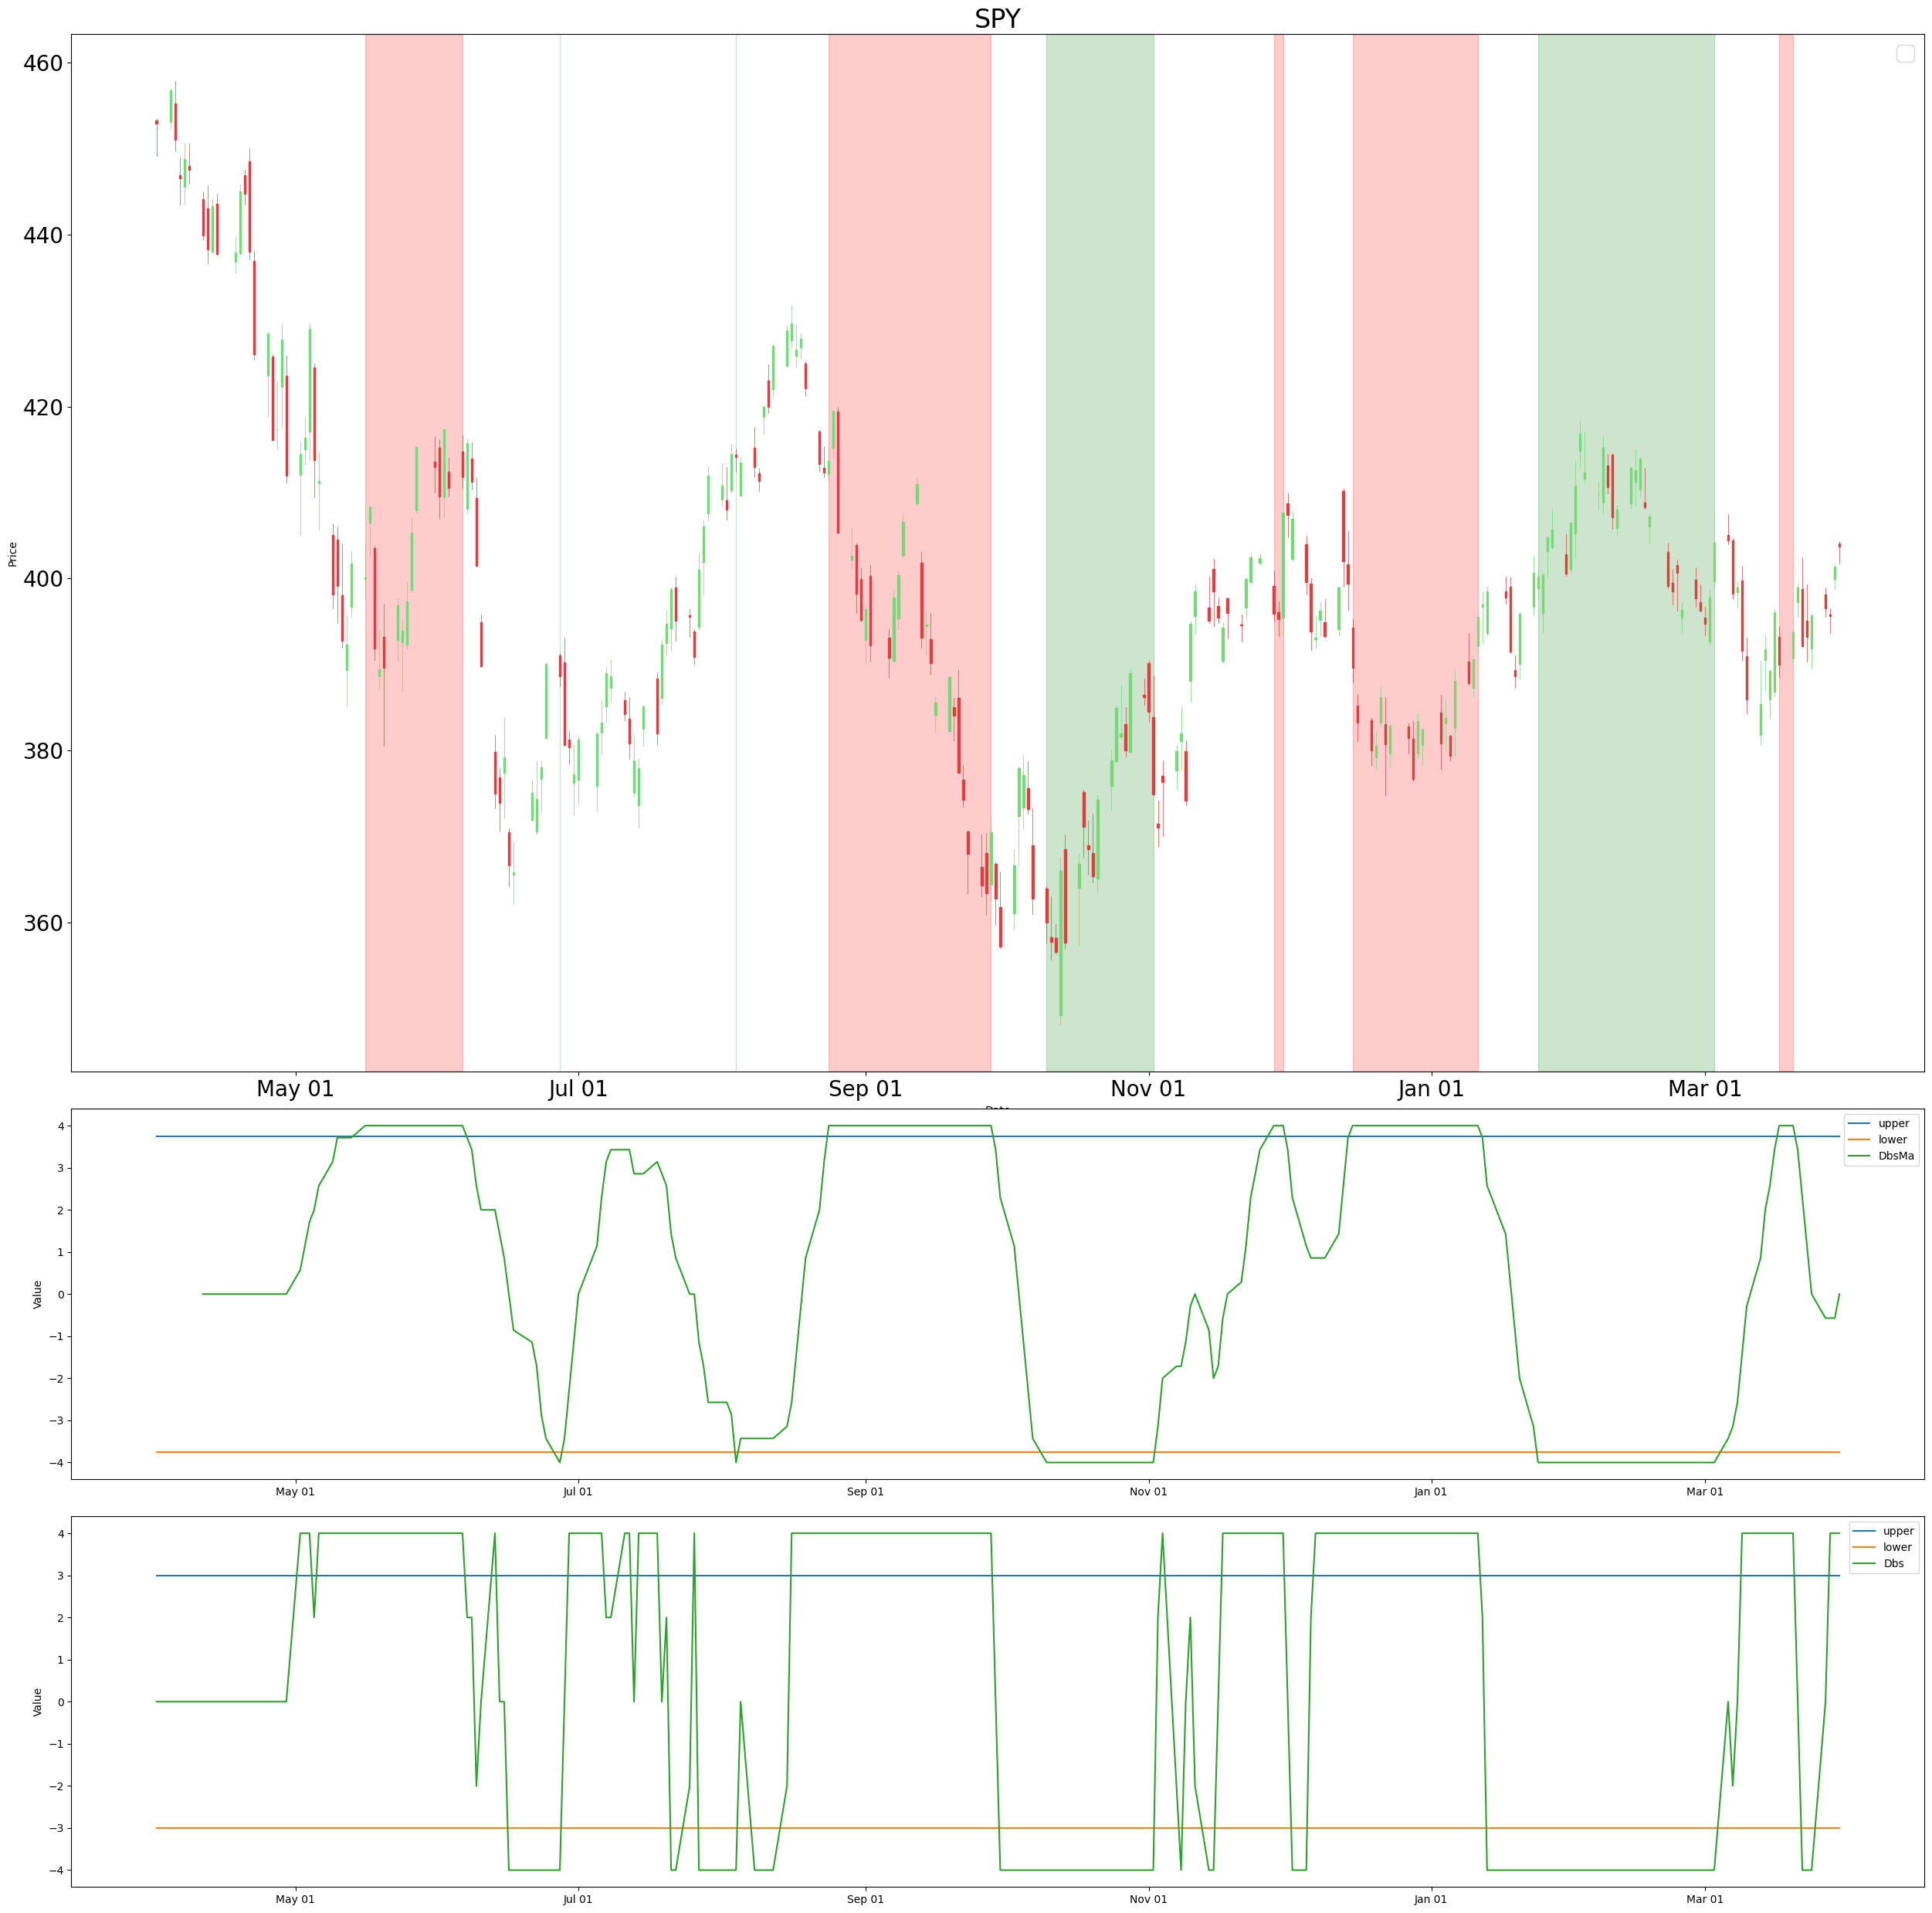 SPY
460
440
420
400
380
360
Price
May 01
Jul 01
Sep 01
Nov 01
Jan 01
Mar 01
4
3
2
1
0
−1
−2
−3
−4
Value
upper
lower
DbsMa
May 01
Jul 01
Sep 01
Nov 01
Jan 01
Mar 01
4
3
2
1
0
−1
−2
−3
−4
Value
upper
lower
Dbs
May 01
Jul 01
Sep 01
Nov 01
Jan 01
Mar 01